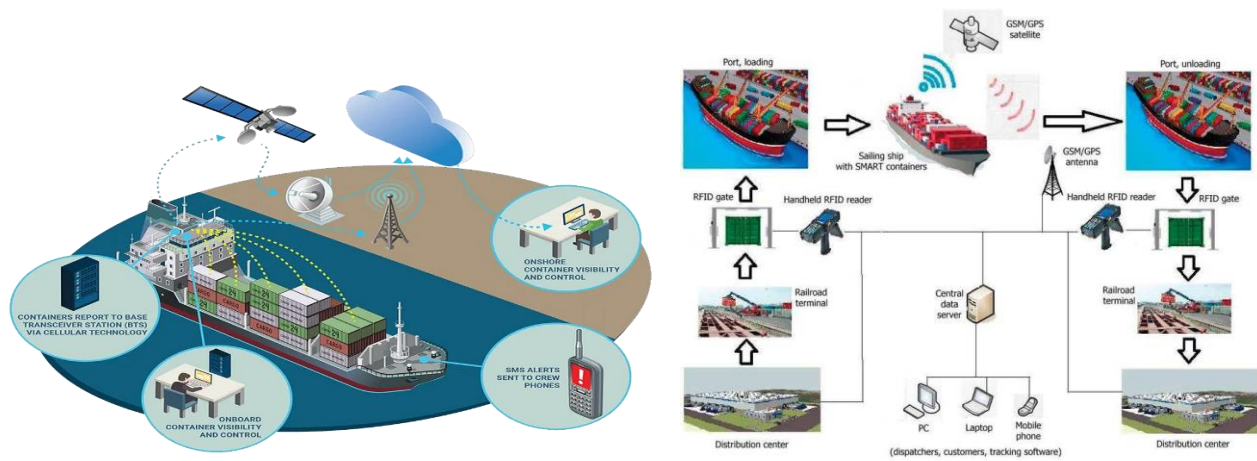 CONTAINERS REPORT TO BASE
TRANSCEIVER STATION (BTS)
VIA CELLULAR TECHNOLOGY
ONBOARD
CONTAINER VISIBILITY
AND CONTROL
SMS ALERTS
SENT TO CREW
PHONES
ONSHORE
CONTAINER VISIBILITY
AND CONTROL
CARGO
CARGO
CARGO
GSM/GPS
satellite
Port, loading
Port, unloading
Sailing ship
with SMART containers
GSM/GPS
antenna
RFID gate
Handheld RFID reader
Handheld RFID reader
RFID gate
Railroad
terminal
Central
data
server
Railroad
terminal
PC
Laptop
Mobile
phone
Distribution center
(dispatchers, customers, tracking software)
Distribution center